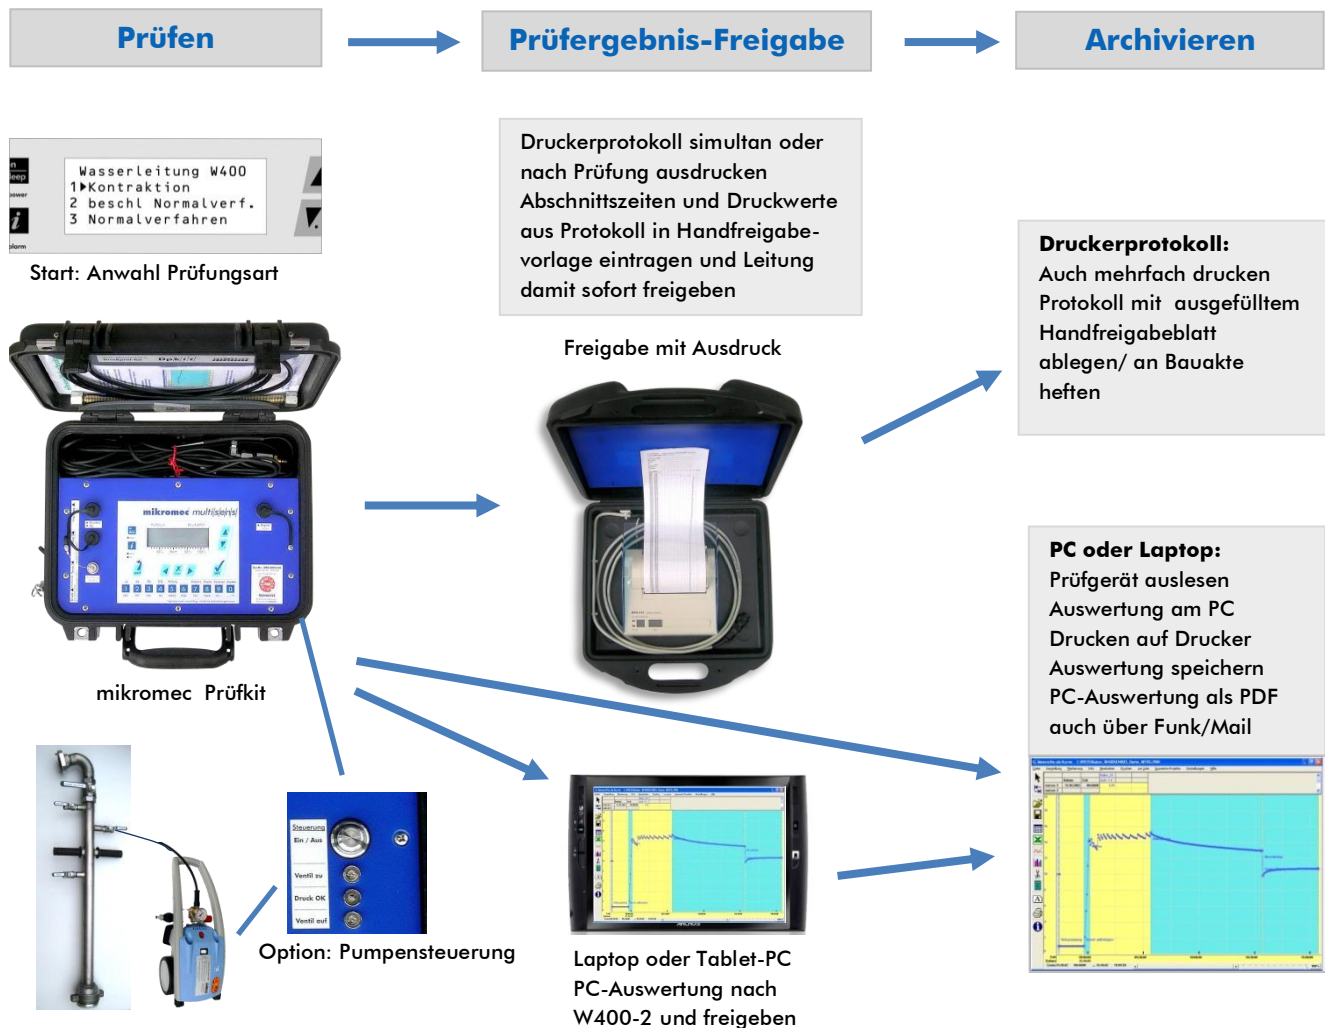 Prüfen
Prüfergebnis-Freigabe
Archivieren
Wasserleitung W400
1▶Kontraktion
2 beschl Normalverf.
3 Normalverfahren
Start: Anwahl Prüfungsart
mikromec multisens
mikromec  Prüfkit
Steuerung
Ein / Aus
Ventil zu
Druck OK
Ventil auf
Option: Pumpensteuerung
Druckerprotokoll simultan oder
nach Prüfung ausdrucken
Abschnittszeiten und Druckwerte
aus Protokoll in Handfreigabe-
vorlage eintragen und Leitung
damit sofort freigeben
Freigabe mit Ausdruck
Laptop oder Tablet-PC
PC-Auswertung nach
W400-2 und freigeben
Druckerprotokoll:
Auch mehrfach drucken
Protokoll mit  ausgefülltem
Handfreigabeblatt
ablegen/ an Bauakte
heften
PC oder Laptop:
Prüfgerät auslesen
Auswertung am PC
Drucken auf Drucker
Auswertung speichern
PC-Auswertung als PDF
auch über Funk/Mail